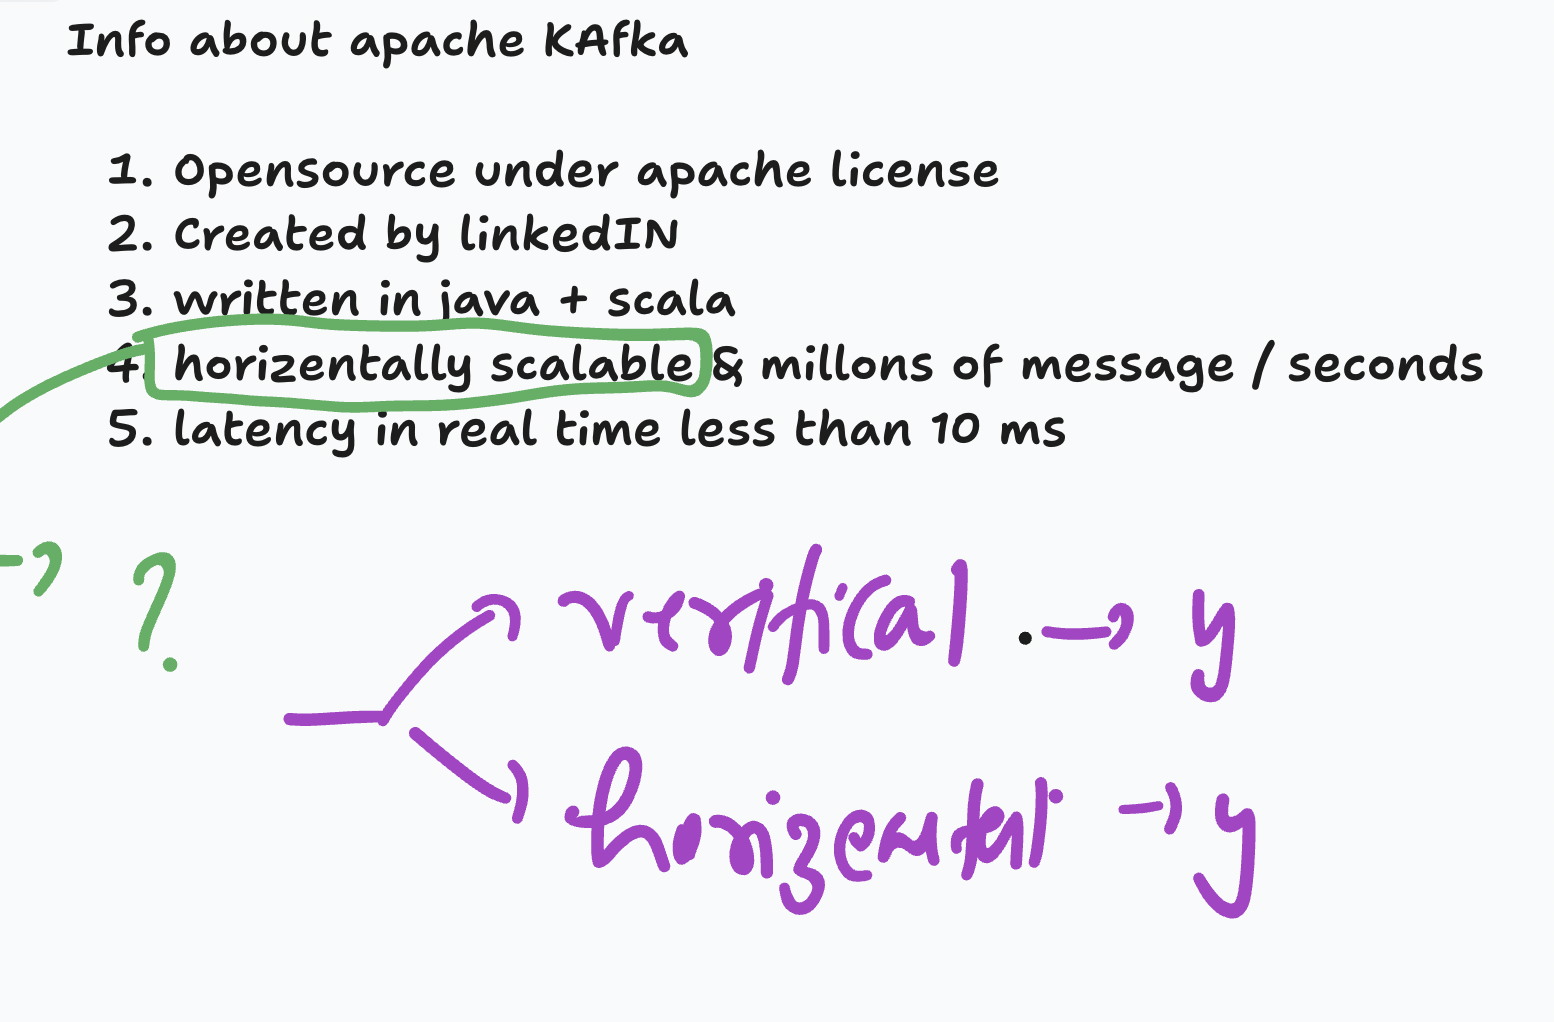 Info about apache KAfka
1. Opensource under apache license
2. Created by linkedIN
3. written in java + scala
4. horizentally scalable & millons of message / seconds
5. latency in real time less than 10 ms
→ ?
vertical . → y
horizental → y